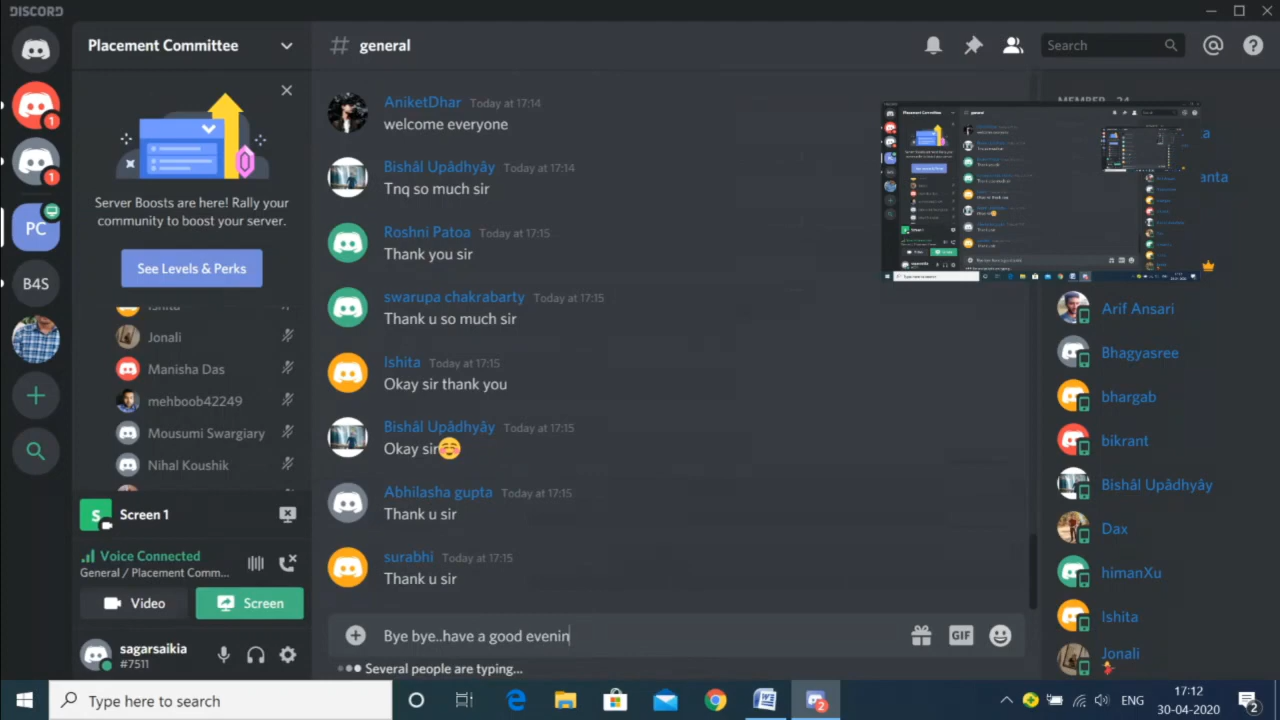 DISCORD
Placement Committee
# general
Search
Server Boosts are here! Rally your
community to boost your server.
See Levels & Perks
Jonali
Manisha Das
mehboob42249
Mousumi Swargiary
Nihal Koushik
S
Screen 1
Voice Connected
General / Placement Comm...
Video
Screen
sagarsaikia
#7511
1
1
PC
B4S
AniketDhar Today at 17:14
welcome everyone
Bishâl Upâdhyây Today at 17:14
Tnq so much sir
Roshni Patoa Today at 17:15
Thank you sir
swarupa chakrabarty Today at 17:15
Thank u so much sir
Ishita Today at 17:15
Okay sir thank you
Bishâl Upâdhyây Today at 17:15
Okay sir☺️
Abhilasha gupta Today at 17:15
Thank u sir
surabhi Today at 17:15
Thank u sir
Bye bye..have a good evenin
GIF
Several people are typing...
Arif Ansari
Bhagyasree
bhargab
bikrant
Bishâl Upâdhyây
Dax
himanXu
Ishita
Jonali
Type here to search
2
ENG
17:12
30-04-2020
2